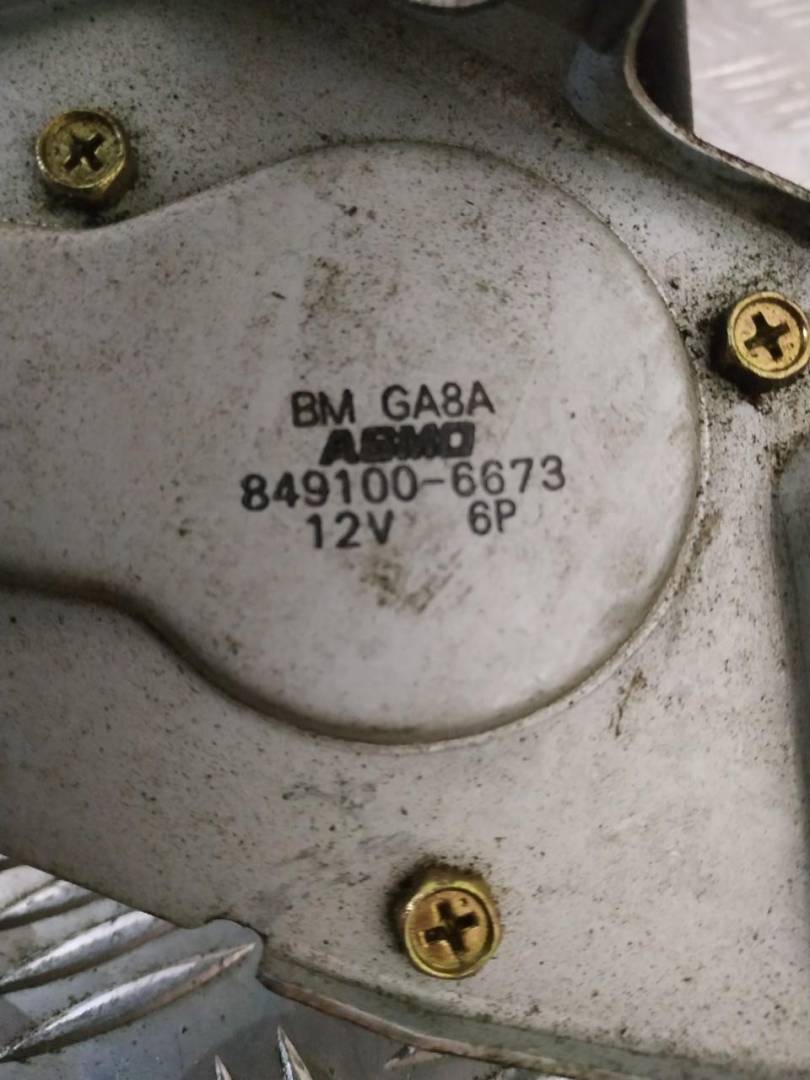 BM GA8A
ASMO
849100-6673
12V 6P